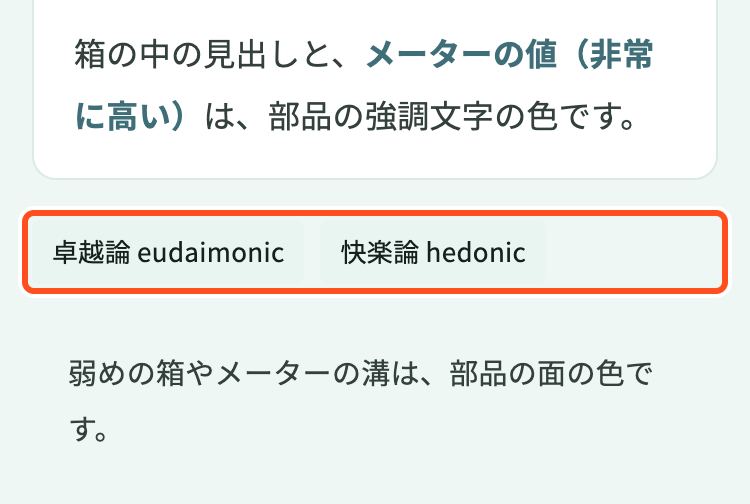 箱の中の見出しと、メーターの値（非常
に高い）は、部品の強調文字の色です。
卓越論 eudaimonic 快楽論 hedonic
弱めの箱やメーターの溝は、部品の面の色で
す。